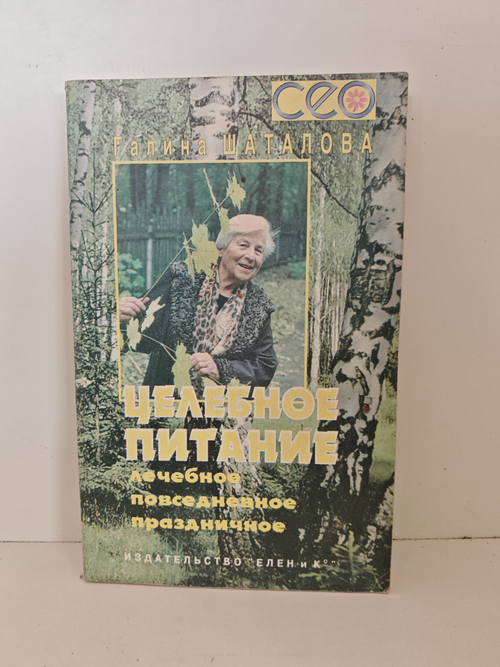 СЕО
Галина ШАТАЛОВА
ЦЕЛЕБНОЕ
ПИТАНИЕ
лечебное
повседневное
праздничное
ИЗДАТЕЛЬСТВО "ЕЛЕН и К°"